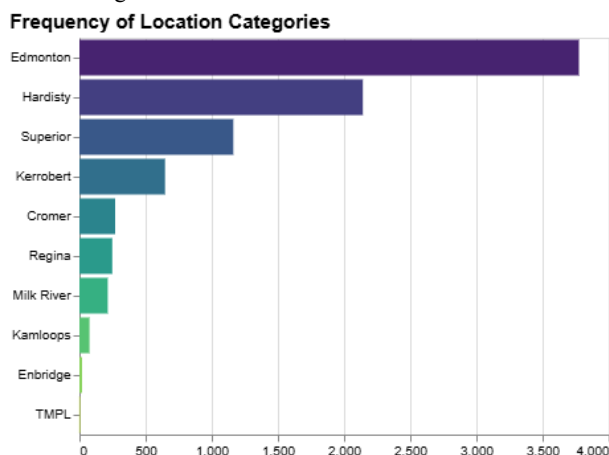 Frequency of Location Categories
Edmonton
Hardisty
Superior
Kerrobert
Cromer
Regina
Milk River
Kamloops
Enbridge
TMPL
0 500 1.000 1.500 2.000 2.500 3.000 3.500 4.000